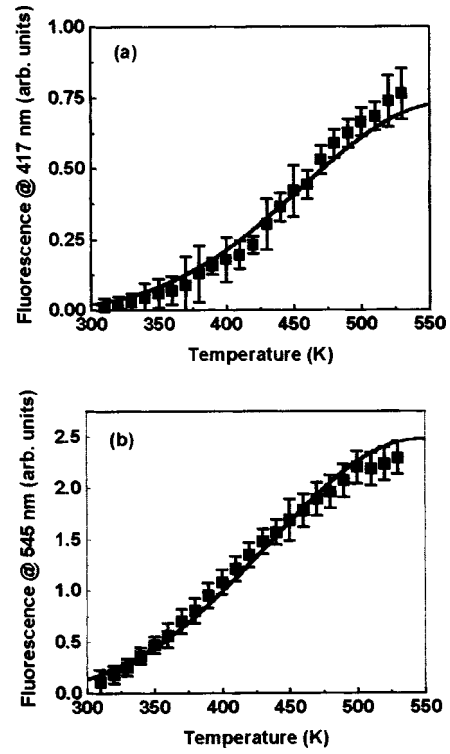 (a)
Fluorescence @ 417 nm (arb. units)
1.00
0.75
0.50
0.25
0.00
300 350 400 450 500 550
Temperature (K)
(b)
Fluorescence @ 545 nm (arb. units)
2.5
2.0
1.5
1.0
0.5
0.0
300 350 400 450 500 550
Temperature (K)